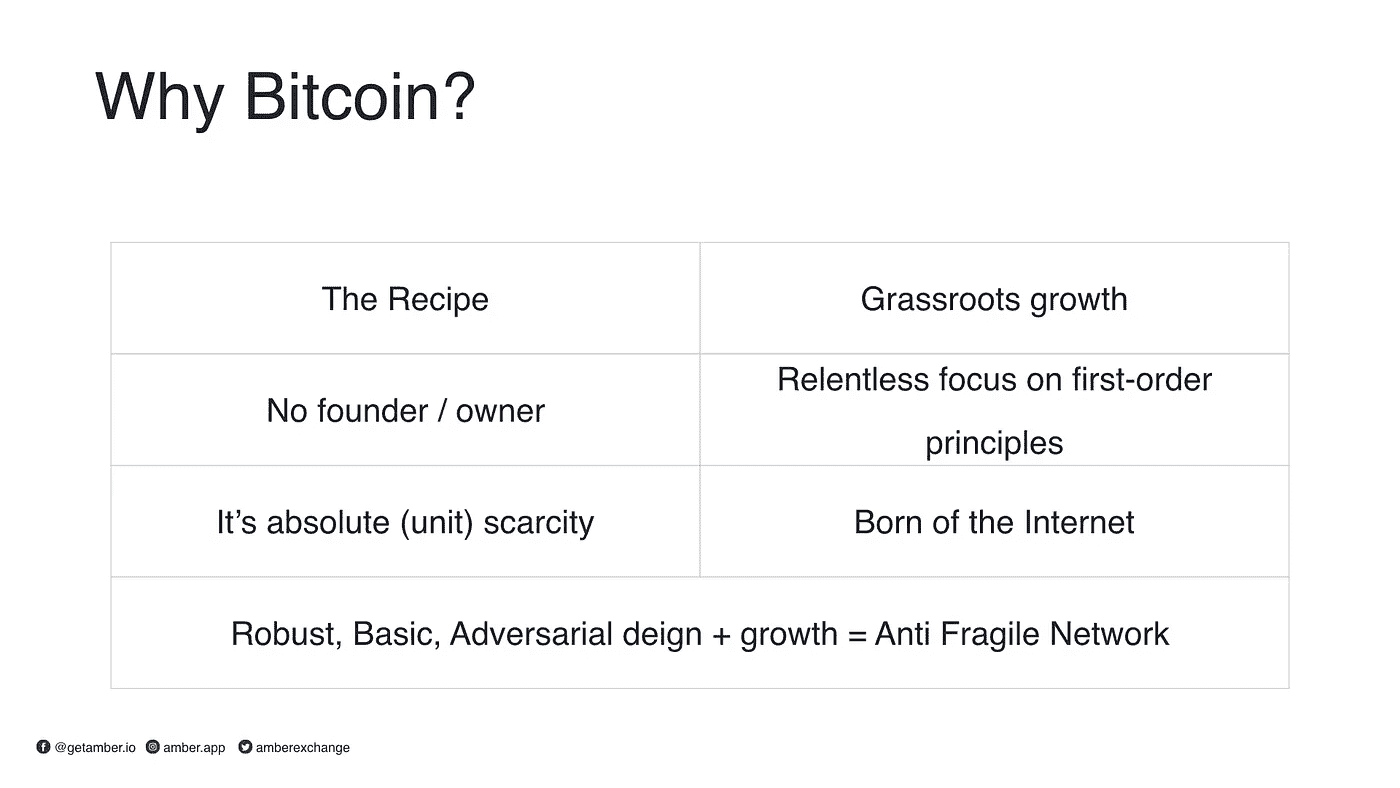 Why Bitcoin?
The Recipe
Grassroots growth
No founder / owner
Relentless focus on first-order
principles
It’s absolute (unit) scarcity
Born of the Internet
Robust, Basic, Adversarial deign + growth = Anti Fragile Network
@getamber.io amber.app amberexchange